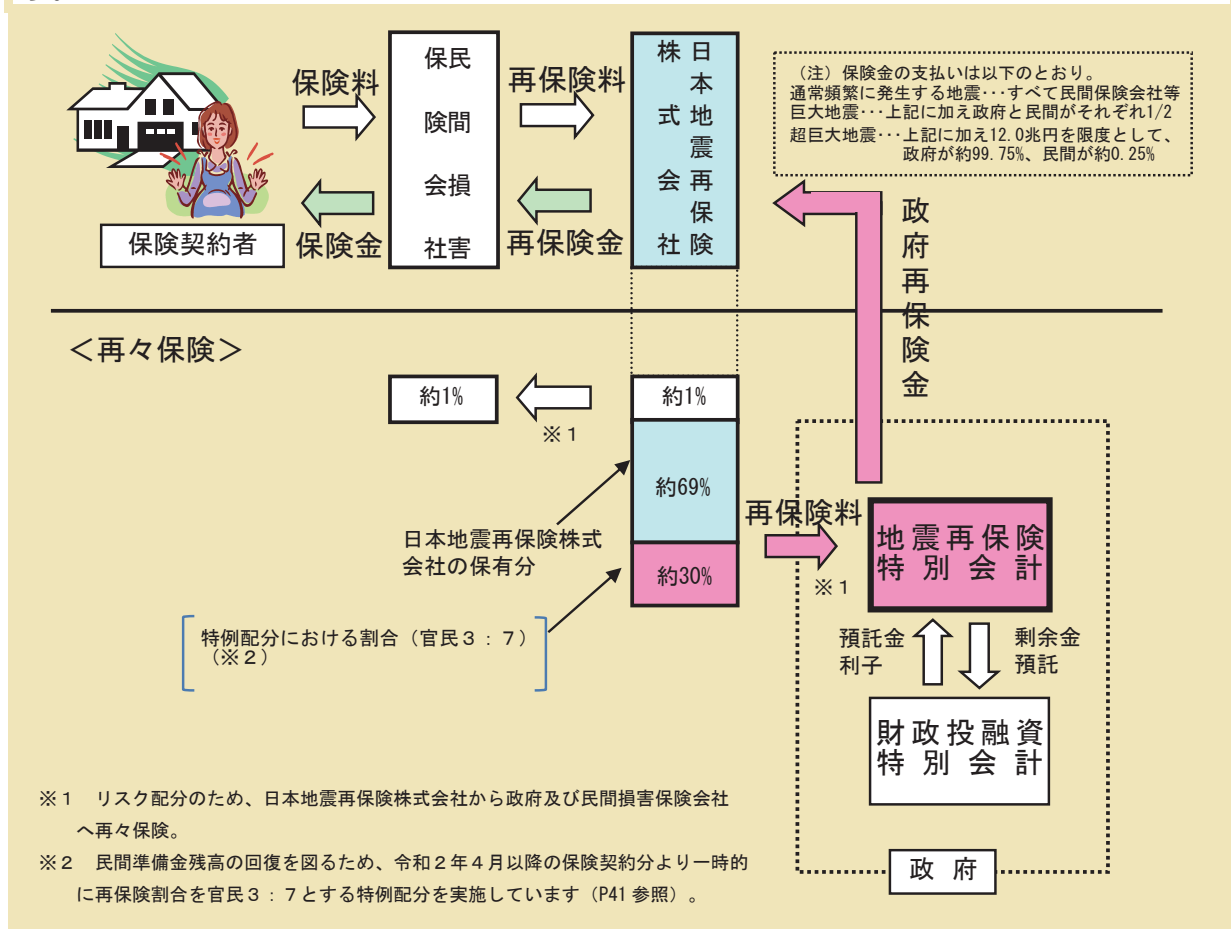 保険契約者
保険料
保険金
民間損害
保険会社
再保険料
再保険金
日本地震再保険
株式会社
（注）保険金の支払いは以下のとおり。
通常頻繁に発生する地震･･･すべて民間保険会社等
巨大地震･･･上記に加え政府と民間がそれぞれ1/2
超巨大地震･･･上記に加え12.0兆円を限度として、
政府が約99.75%、民間が約0.25%
政府再保険金
＜再々保険＞
約1%
※１
約1%
約69%
約30%
日本地震再保険株式
会社の保有分
特例配分における割合（官民３：７）
（※２）
再保険料
※１
地震再保険
特別会計
預託金
利子
剰余金
預託
財政投融資
特別会計
政府
※１　リスク配分のため、日本地震再保険株式会社から政府及び民間損害保険会社
へ再々保険。
※２　民間準備金残高の回復を図るため、令和２年４月以降の保険契約分より一時的
に再保険割合を官民３：７とする特例配分を実施しています（P41 参照）。